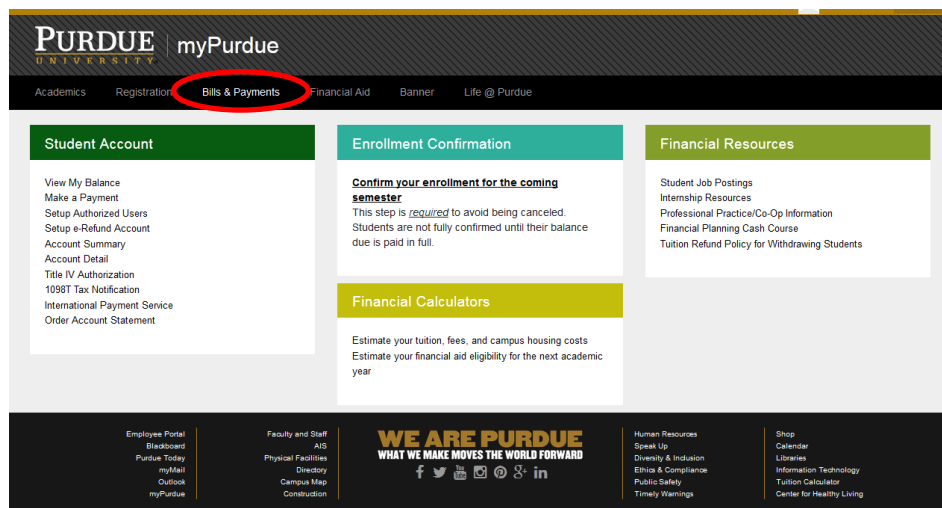 PURDUE
UNIVERSITY
myPurdue
Academics Registration Bills & Payments Financial Aid Banner Life @ Purdue
Student Account
View My Balance
Make a Payment
Setup Authorized Users
Setup e-Refund Account
Account Summary
Account Detail
Title IV Authorization
1098T Tax Notification
International Payment Service
Order Account Statement
Enrollment Confirmation
Confirm your enrollment for the coming
semester
This step is required to avoid being canceled.
Students are not fully confirmed until their balance
due is paid in full.
Financial Calculators
Estimate your tuition, fees, and campus housing costs
Estimate your financial aid eligibility for the next academic
year
Financial Resources
Student Job Postings
Internship Resources
Professional Practice/Co-Op Information
Financial Planning Cash Course
Tuition Refund Policy for Withdrawing Students
Employee Portal
Blackboard
Purdue Today
myMail
Outlook
myPurdue
Faculty and Staff
AIS
Physical Facilities
Directory
Campus Map
Construction
WE ARE PURDUE
WHAT WE MAKE MOVES THE WORLD FORWARD
You Tube
Human Resources
Speak Up
Diversity & Inclusion
Ethics & Compliance
Public Safety
Timely Warnings
Shop
Calendar
Libraries
Information Technology
Tuition Calculator
Center for Healthy Living